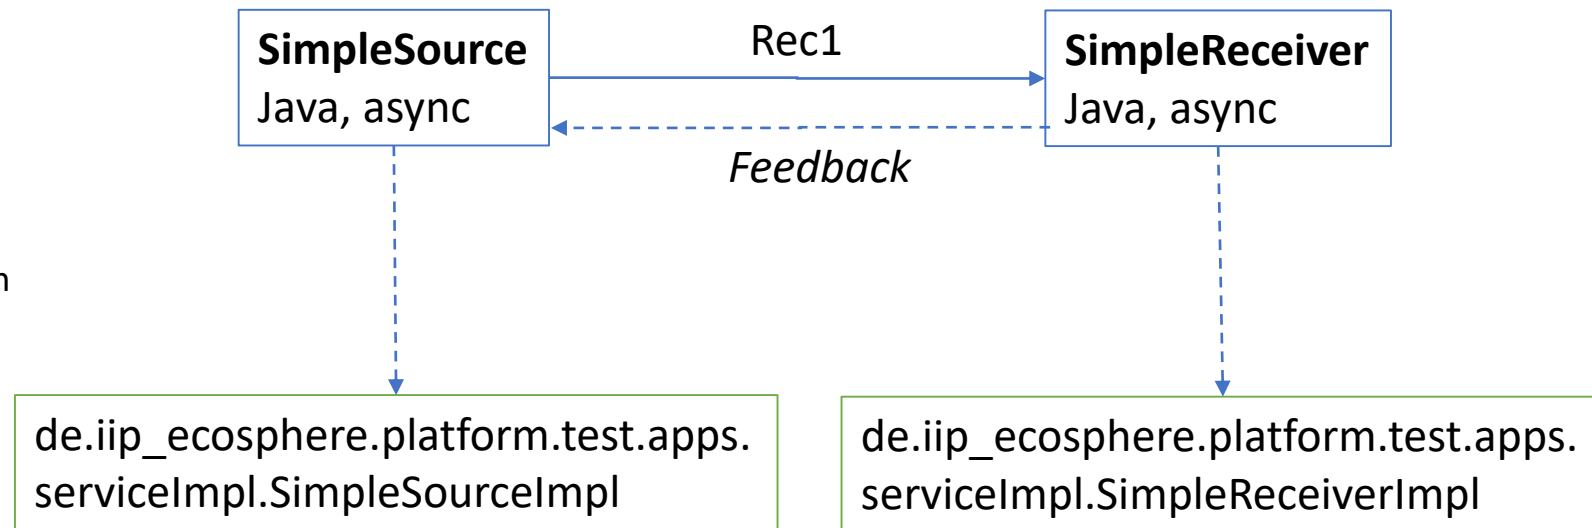 SimpleSource
Java, async
Rec1
Feedback
SimpleReceiver
Java, async
de.iip_ecosphere.platform.test.apps.
serviceImpl.SimpleSourceImpl
de.iip_ecosphere.platform.test.apps.
serviceImpl.SimpleReceiverImpl